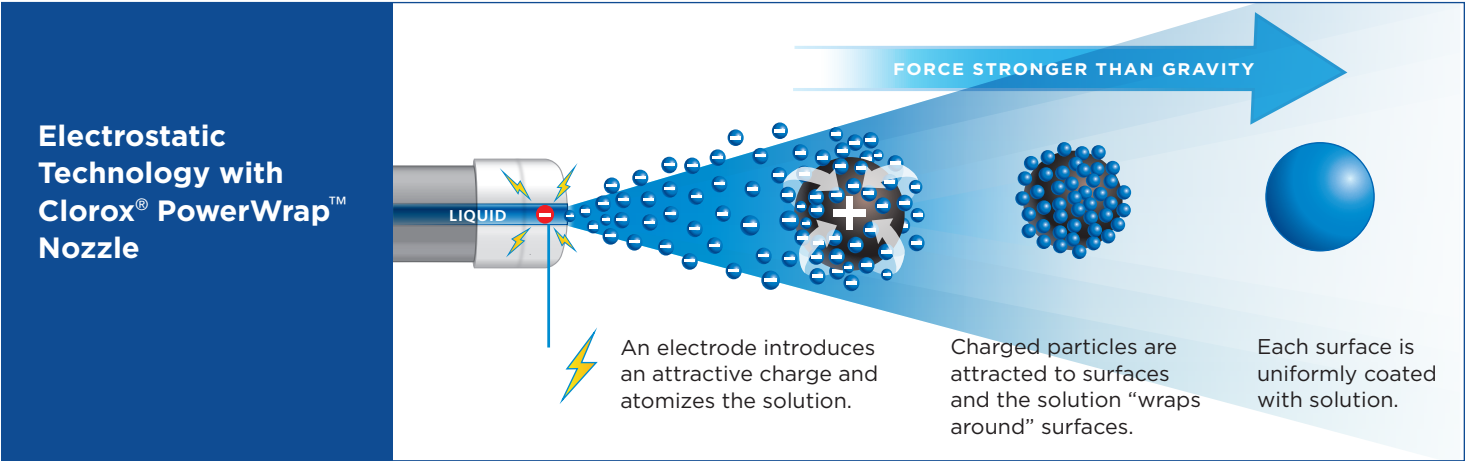 Electrostatic
Technology with
Clorox® PowerWrap™
Nozzle
FORCE STRONGER THAN GRAVITY
LIQUID
An electrode introduces
an attractive charge and
atomizes the solution.
Charged particles are
attracted to surfaces
and the solution “wraps
around” surfaces.
Each surface is
uniformly coated
with solution.